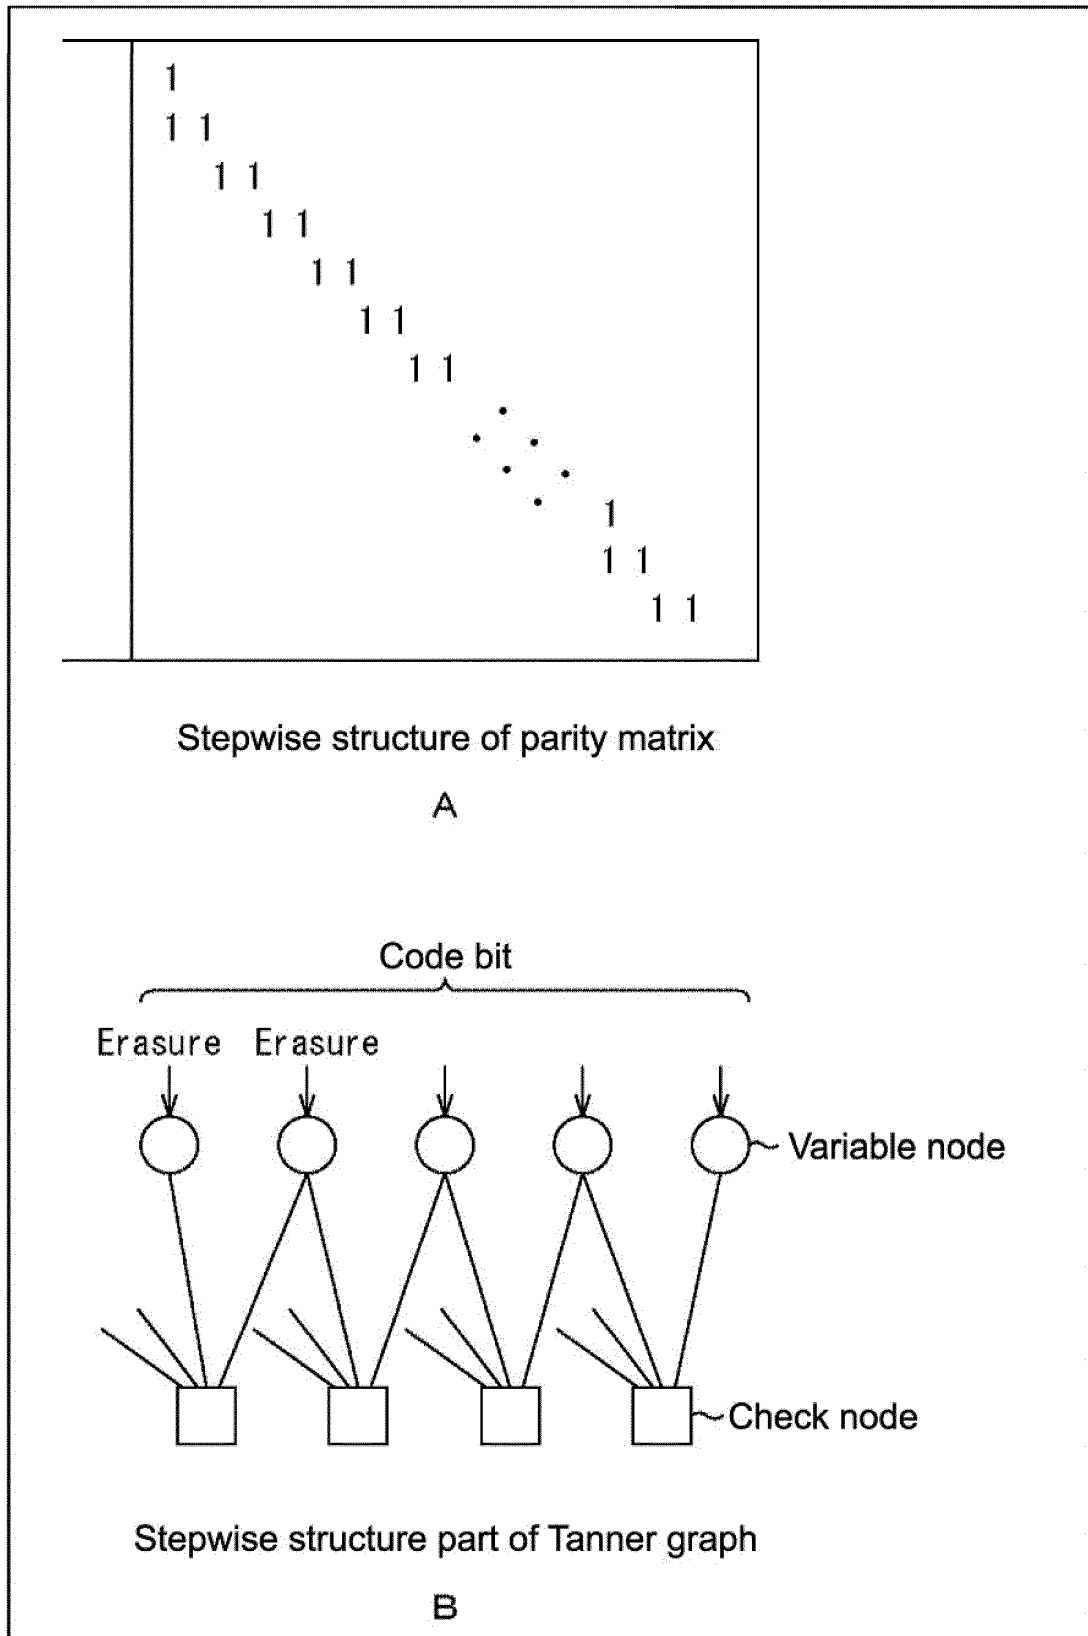 1
1 1
1 1
1 1
1 1
1 1
1 1
1
1 1
1 1
Stepwise structure of parity matrix
A
Code bit
Erasure Erasure
Variable node
Check node
Stepwise structure part of Tanner graph
B